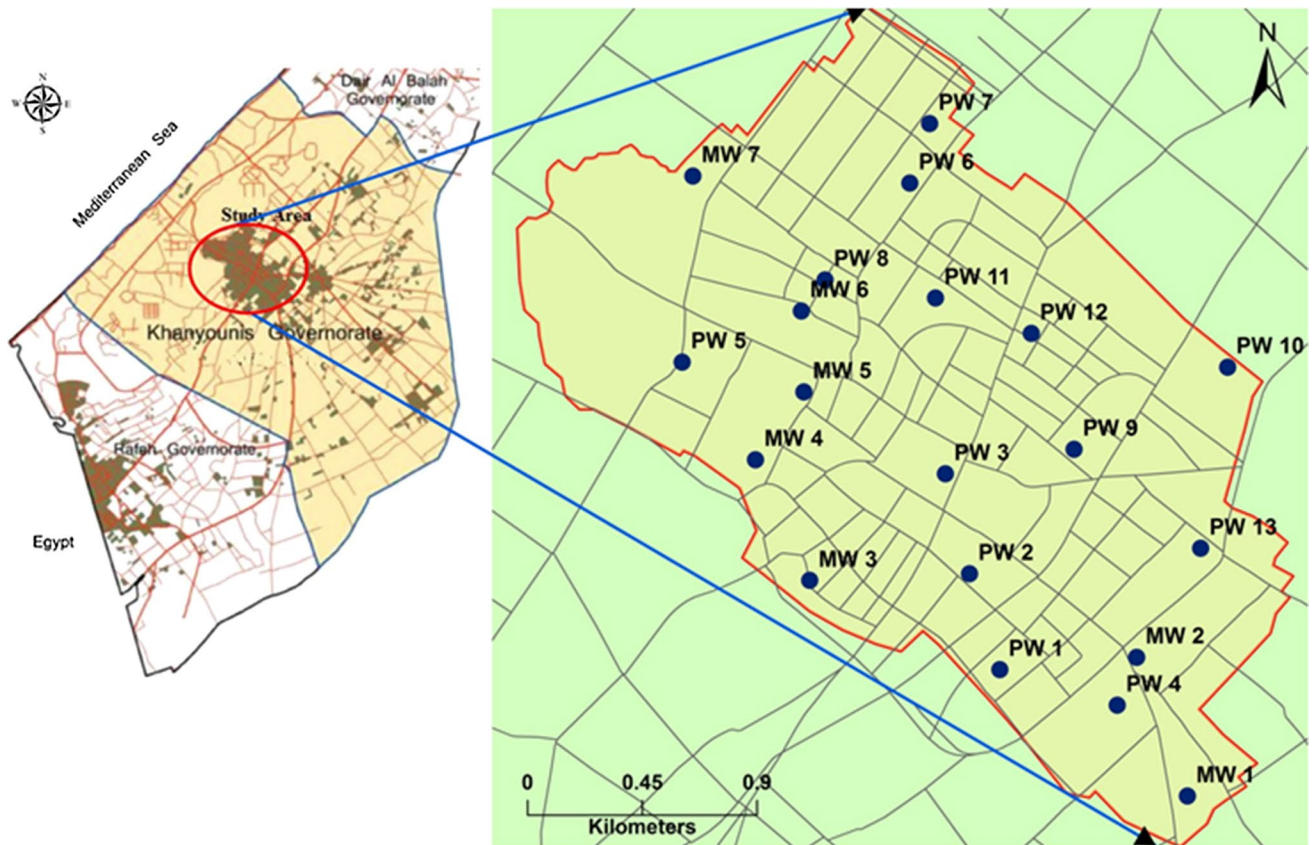 N
W E
S
Dair Al Balah
Governorate
Mediterranean Sea
Study Area
Khanyounis Governorate
Rafah Governorate
Egypt
N
PW 7
MW 7
PW 6
PW 8
MW 6
PW 11
PW 12
PW 5
PW 10
MW 5
MW 4
PW 3
PW 9
PW 13
MW 3
PW 2
PW 1
MW 2
PW 4
MW 1
0 0.45 0.9
Kilometers